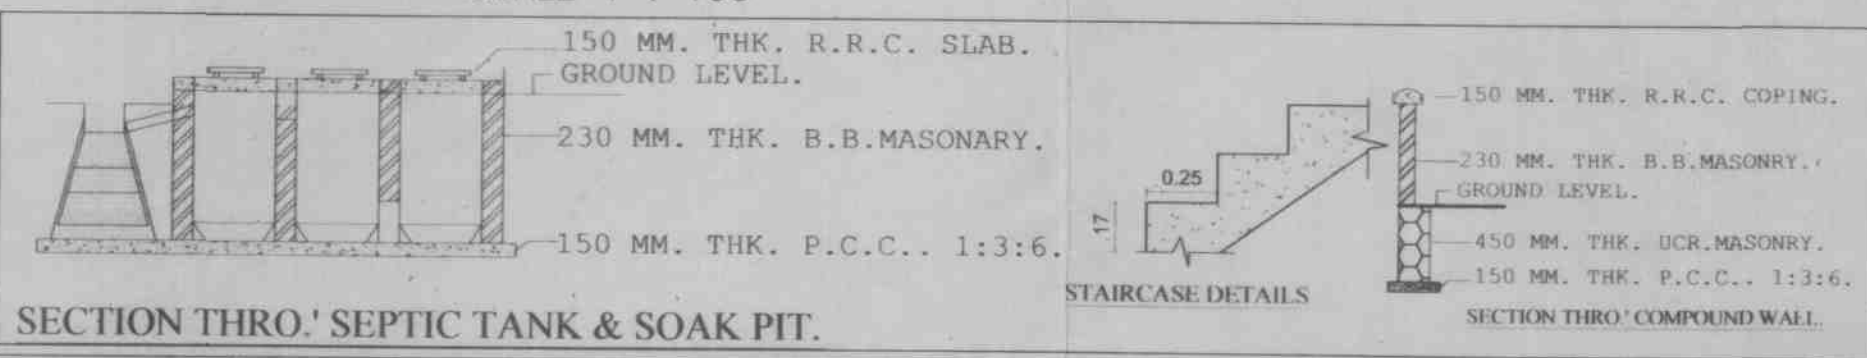 150 MM. THK. R.R.C. SLAB.
GROUND LEVEL.
230 MM. THK. B.B.MASONARY.
150 MM. THK. P.C.C.. 1:3:6.
SECTION THRO.' SEPTIC TANK & SOAK PIT.
0.25
.17
STAIRCASE DETAILS
150 MM. THK. R.R.C. COPING.
230 MM. THK. B.B.MASONRY.
GROUND LEVEL.
450 MM. THK. UCR.MASONRY.
150 MM. THK. P.C.C.. 1:3:6.
SECTION THRO.' COMPOUND WALL.